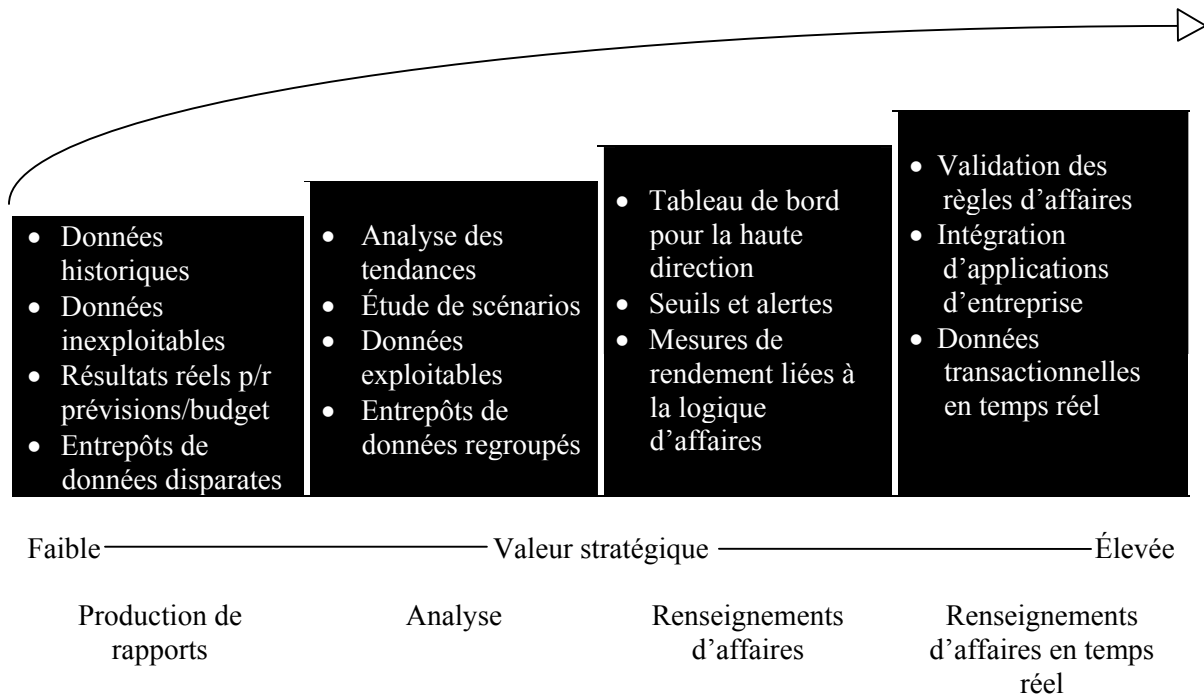 • Données
historiques
• Données
inexploitables
• Résultats réels p/r
prévisions/budget
• Entrepôts de
données disparates
• Analyse des
tendances
• Étude de scénarios
• Données
exploitables
• Entrepôts de
données regroupés
• Tableau de bord
pour la haute
direction
• Seuils et alertes
• Mesures de
rendement liées à
la logique
d’affaires
• Validation des
règles d’affaires
• Intégration
d’applications
d’entreprise
• Données
transactionnelles
en temps réel
Faible Valeur stratégique Élevée
Production de
rapports
Analyse
Renseignements
d’affaires
Renseignements
d’affaires en temps
réel